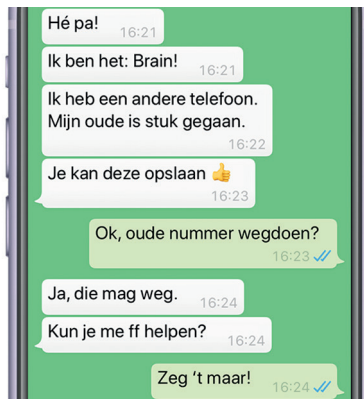 Hé pa!
16:21
Ik ben het: Brain!
16:21
Ik heb een andere telefoon.
Mijn oude is stuk gegaan.
16:22
Je kan deze opslaan 👍
16:23
Ok, oude nummer wegdoen?
16:23
Ja, die mag weg.
16:24
Kun je me ff helpen?
16:24
Zeg ‘t maar!
16:24